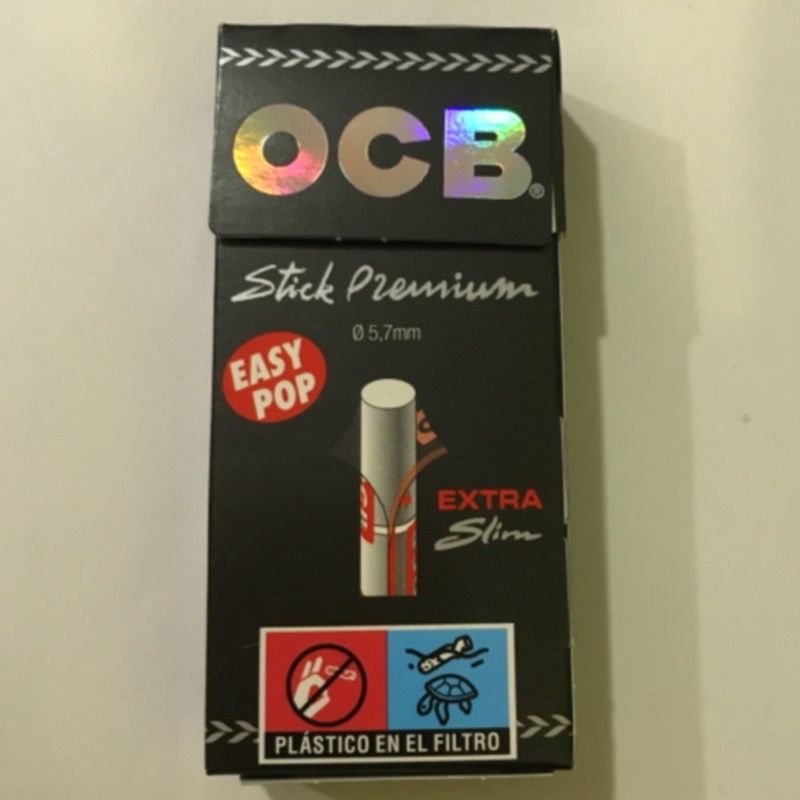 OCB®
Stick Premium
Ø 5,7mm
EASY
POP
EXTRA
Slim
PLÁSTICO EN EL FILTRO